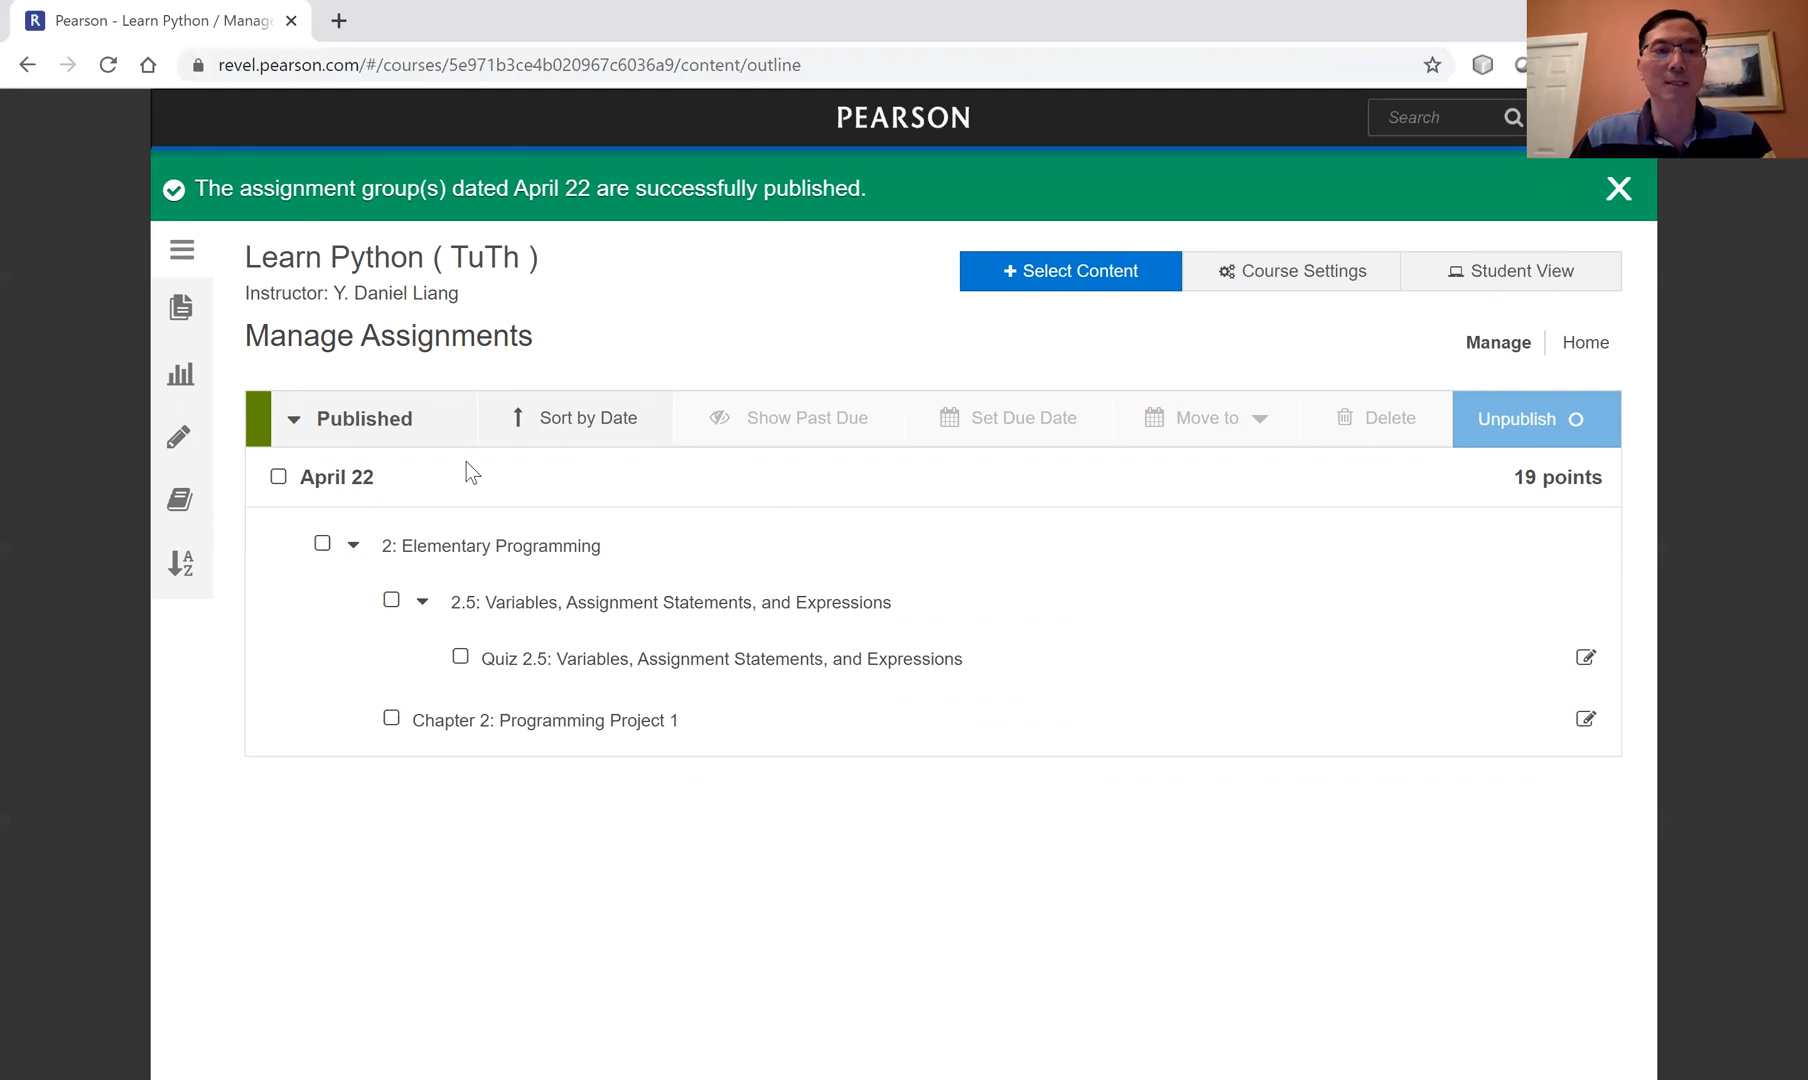 R Pearson - Learn Python / Manag
revel.pearson.com/#/courses/5e971b3ce4b020967c6036a9/content/outline
PEARSON
Search
The assignment group(s) dated April 22 are successfully published.
Learn Python ( TuTh )
Instructor: Y. Daniel Liang
+ Select Content
Course Settings
Student View
Manage Assignments
Manage
Home
Published
Sort by Date
Show Past Due
Set Due Date
Move to
Delete
Unpublish
April 22
19 points
2: Elementary Programming
2.5: Variables, Assignment Statements, and Expressions
Quiz 2.5: Variables, Assignment Statements, and Expressions
Chapter 2: Programming Project 1
A
Z